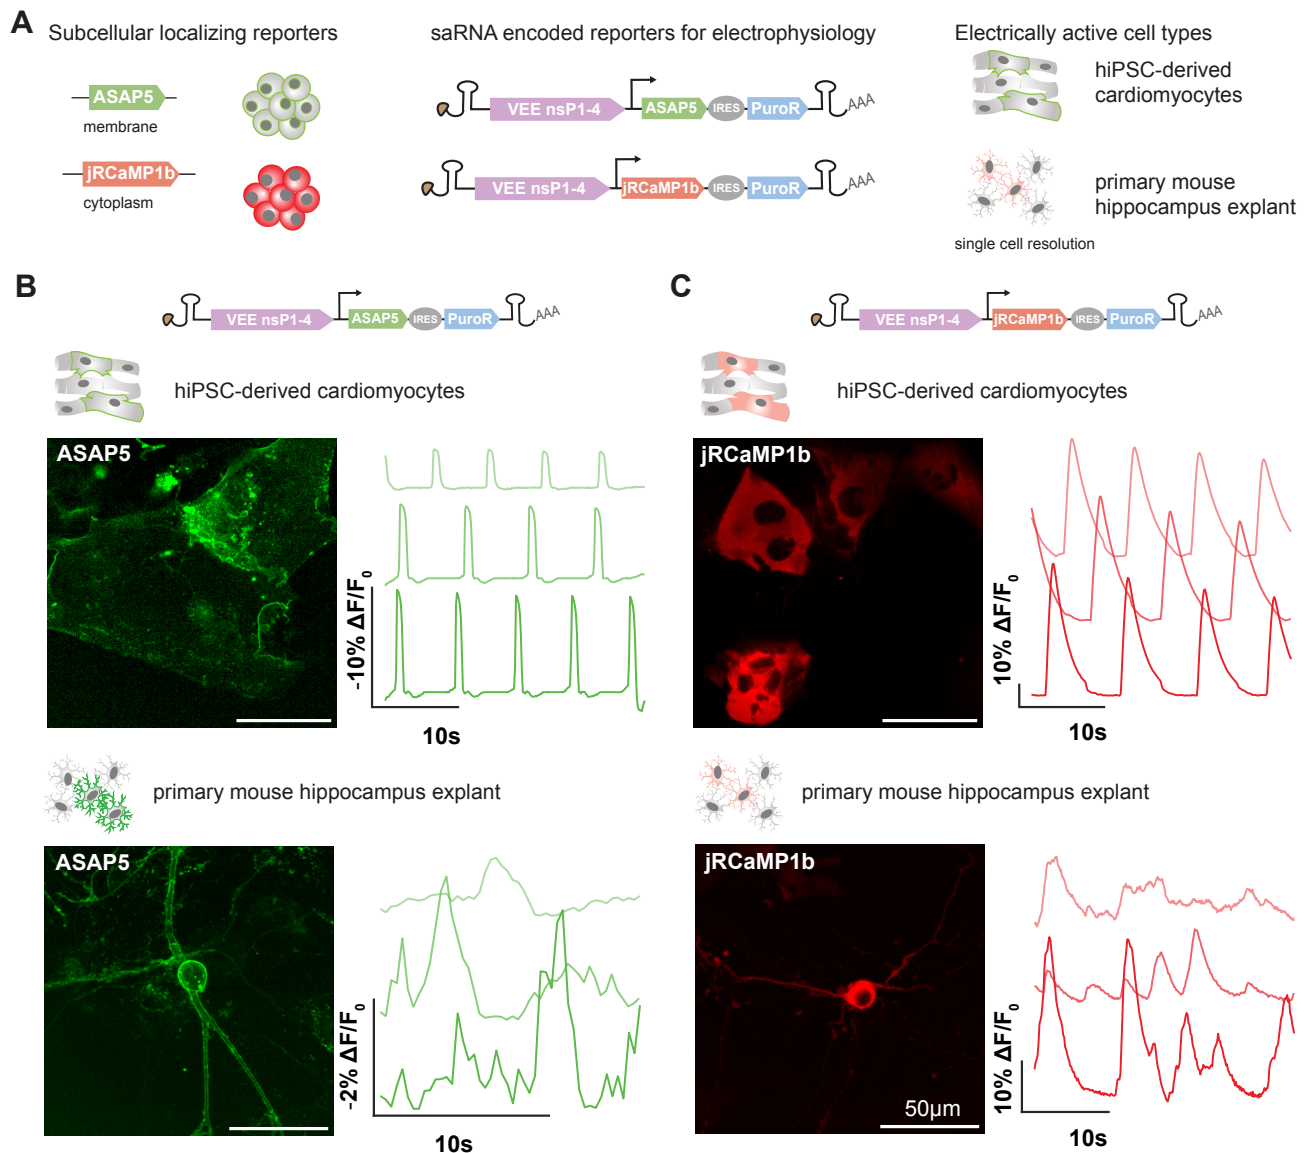 A
Subcellular localizing reporters
saRNA encoded reporters for electrophysiology
Electrically active cell types
ASAP5
membrane
jRCaMP1b
cytoplasm
VEE nsP1-4
ASAP5
IRES
PuroR
AAA
VEE nsP1-4
jRCaMP1b
IRES
PuroR
AAA
hiPSC-derived
cardiomyocytes
primary mouse
hippocampus explant
single cell resolution
B
VEE nsP1-4
ASAP5
IRES
PuroR
AAA
hiPSC-derived cardiomyocytes
ASAP5
-10% ΔF/F0
10s
primary mouse hippocampus explant
ASAP5
-2% ΔF/F0
10s
C
VEE nsP1-4
jRCaMP1b
IRES
PuroR
AAA
hiPSC-derived cardiomyocytes
jRCaMP1b
10% ΔF/F0
10s
primary mouse hippocampus explant
jRCaMP1b
50μm
10% ΔF/F0
10s